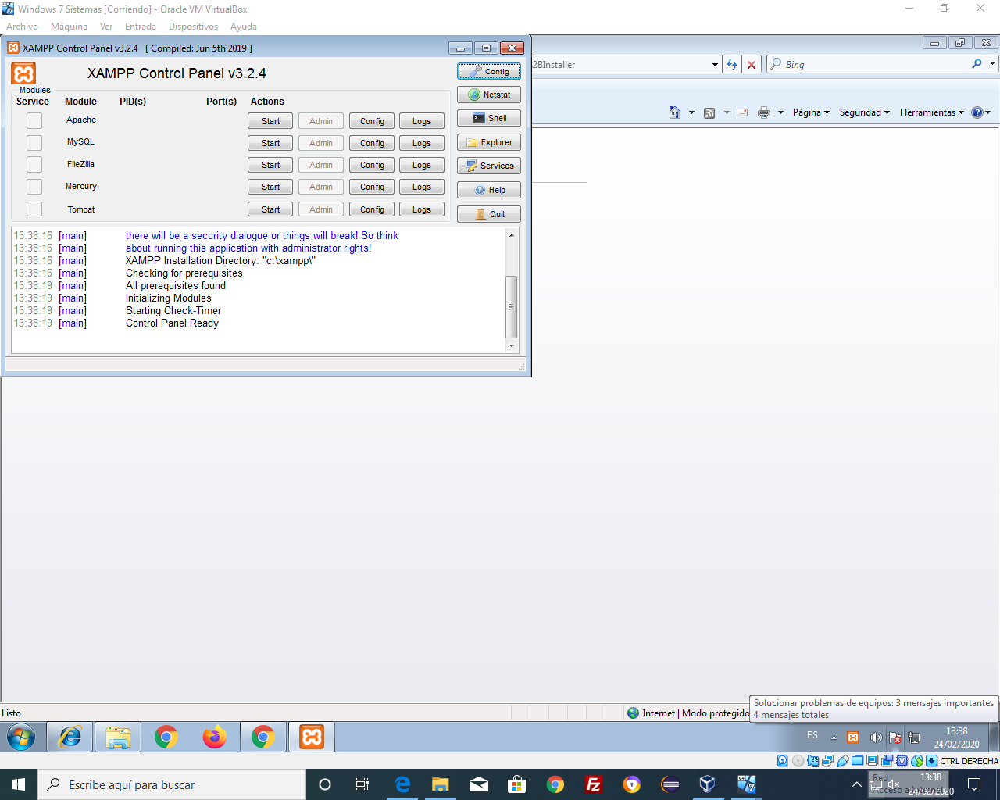 Windows 7 Sistemas [Corriendo] - Oracle VM VirtualBox
Archivo Máquina Ver Entrada Dispositivos Ayuda
XAMPP Control Panel v3.2.4 [ Compiled: Jun 5th 2019 ]
2BInstaller
Bing
XAMPP Control Panel v3.2.4
Config
Modules
Service Module PID(s) Port(s) Actions
Netstat
Apache Start Admin Config Logs
Shell
Página Seguridad Herramientas
MySQL Start Admin Config Logs
Explorer
FileZilla Start Admin Config Logs
Services
Mercury Start Admin Config Logs
Help
Tomcat Start Admin Config Logs
Quit
13:38:16 [main] there will be a security dialogue or things will break! So think
13:38:16 [main] about running this application with administrator rights!
13:38:16 [main] XAMPP Installation Directory: "c:\xampp\"
13:38:16 [main] Checking for prerequisites
13:38:19 [main] All prerequisites found
13:38:19 [main] Initializing Modules
13:38:19 [main] Starting Check-Timer
13:38:19 [main] Control Panel Ready
Solucionar problemas de equipos: 3 mensajes importantes
4 mensajes totales
Listo
Internet | Modo protegido
ES
13:38
24/02/2020
CTRL DERECHA
Escribe aquí para buscar
Red
Acceso a
13:38
24/02/2020